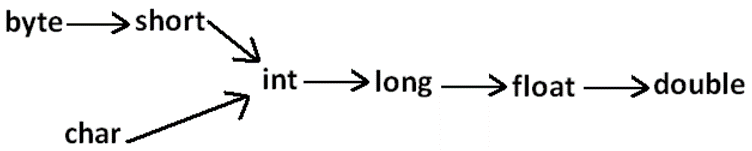 byte short
int long float double
char